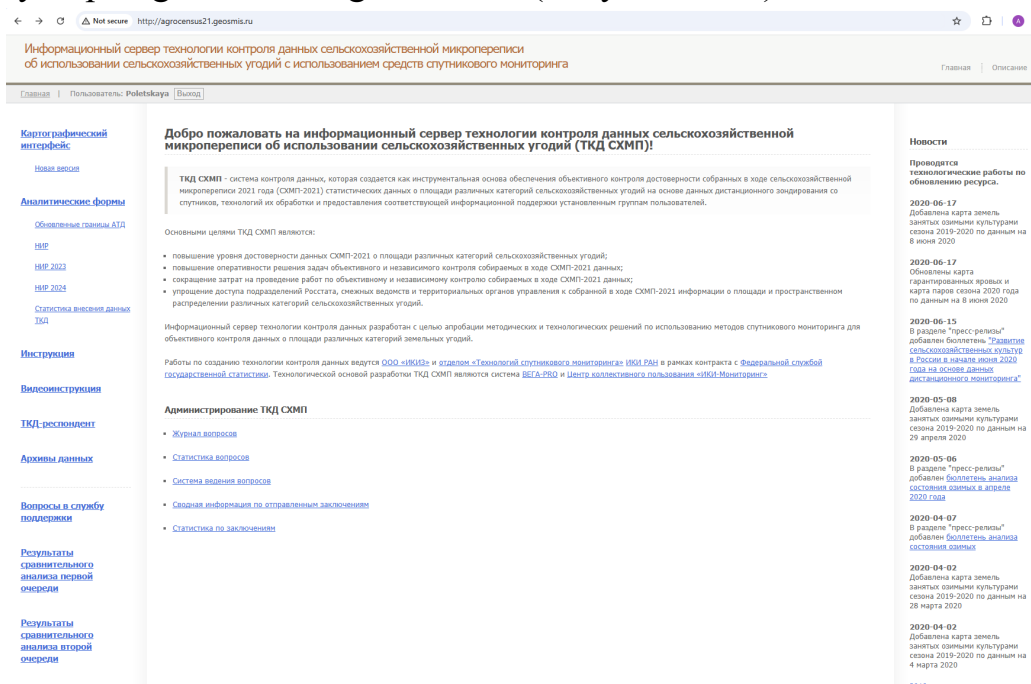 Not secure http://agrocensus21.geosmis.ru
A
Информационный сервер технологии контроля данных сельскохозяйственной микропереписи
об использовании сельскохозяйственных угодий с использованием средств спутникового мониторинга
Главная Описание
Главная | Пользователь: Poletskaya Выход
Картографический
интерфейс
Новая версия
Аналитические формы
Обновленные границы АТД
НИР
НИР 2023
НИР 2024
Статистика внесения данных
ТКД
Инструкция
Видеоинструкция
ТКД-респондент
Архивы данных
Вопросы в службу
поддержки
Результаты
сравнительного
анализа первой
очереди
Результаты
сравнительного
анализа второй
очереди
Добро пожаловать на информационный сервер технологии контроля данных сельскохозяйственной
микропереписи об использовании сельскохозяйственных угодий (ТКД СХМП)!
ТКД СХМП - система контроля данных, которая создается как инструментальная основа обеспечения объективного контроля достоверности собранных в ходе сельскохозяйственной
микропереписи 2021 года (СХМП-2021) статистических данных о площади различных категорий сельскохозяйственных угодий на основе данных дистанционного зондирования со
спутников, технологий их обработки и предоставления соответствующей информационной поддержки установленным группам пользователей.
Основными целями ТКД СХМП являются:
• повышение уровня достоверности данных СХМП-2021 о площади различных категорий сельскохозяйственных угодий;
• повышение оперативности решения задач объективного и независимого контроля собираемых в ходе СХМП-2021 данных;
• сокращение затрат на проведение работ по объективному и независимому контролю собираемых в ходе СХМП-2021 данных;
• упрощение доступа подразделений Росстата, смежных ведомств и территориальных органов управления к собранной в ходе СХМП-2021 информации о площади и пространственном
распределении различных категорий сельскохозяйственных угодий.
Информационный сервер технологии контроля данных разработан с целью апробации методических и технологических решений по использованию методов спутникового мониторинга для
объективного контроля данных о площади различных категорий земельных угодий.
Работы по созданию технологии контроля данных ведутся ООО «ИКИЗ» и отделом «Технологий спутникового мониторинга» ИКИ РАН в рамках контракта с Федеральной службой
государственной статистики. Технологической основой разработки ТКД СХМП являются система ВЕГА-PRO и Центр коллективного пользования «ИКИ-Мониторинг»
Администрирование ТКД СХМП
• Журнал вопросов
• Статистика вопросов
• Система ведения вопросов
• Сводная информация по отправленным заключениям
• Статистика по заключениям
Новости
Проводятся
технологические работы по
обновлению ресурса.
2020-06-17
Добавлена карта земель
занятых озимыми культурами
сезона 2019-2020 по данным на
8 июня 2020
2020-06-17
Обновлены карта
гарантированных яровых и
карта паров сезона 2020 года
по данным на 8 июня 2020
2020-06-15
В разделе "пресс-релизы"
добавлен бюллетень "Развитие
сельскохозяйственных культур
в России в начале июня 2020
года на основе данных
дистанционного мониторинга"
2020-05-08
Добавлена карта земель
занятых озимыми культурами
сезона 2019-2020 по данным на
29 апреля 2020
2020-05-06
В разделе "пресс-релизы"
добавлен бюллетень анализа
состояния озимых в апреле
2020 года
2020-04-07
В разделе "пресс-релизы"
добавлен бюллетень анализа
состояния озимых
2020-04-02
Добавлена карта земель
занятых озимыми культурами
сезона 2019-2020 по данным на
28 марта 2020
2020-04-02
Добавлена карта земель
занятых озимыми культурами
сезона 2019-2020 по данным на
4 марта 2020